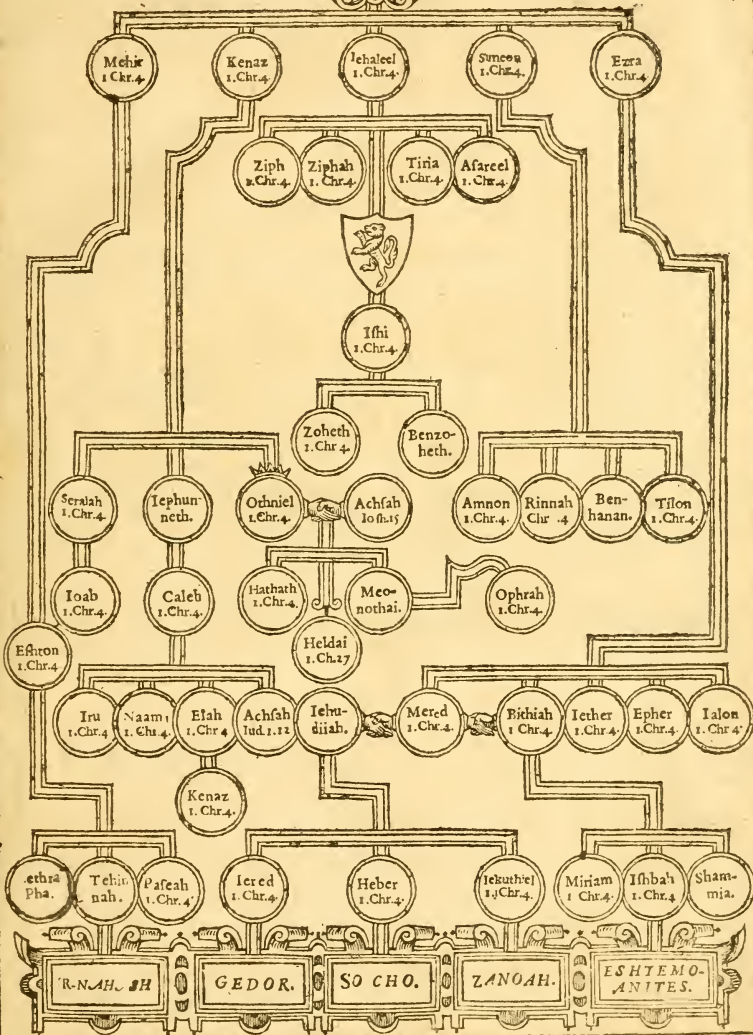 Mehir
1 Chr.4.
Kenaz
1.Chr.4.
Iehaleel
1.Chr.4.
Simeon
1.Chr.4.
Ezra
1.Chr.4.
Ziph
1.Chr.4.
Ziphah
1.Chr.4.
Tiria
1.Chr.4.
Aſareel
1.Chr.4.
Iſhi
1.Chr.4.
Zoheth
1.Chr 4.
Benzo-
heth.
Seraiah
1.Chr.4.
Iephun-
neth.
Othniel
1.Chr.4.
Achſah
Ioſh.15
Amnon
1.Chr.4.
Rinnah
Chr .4
Ben-
hanan.
Tilon
1.Chr.4.
Ioab
1.Chr.4.
Caleb
1.Chr.4.
Hathath
1.Chr.4.
Meo-
nothai.
Ophrah
1.Chr.4.
Eſhton
1.Chr.4
Heldai
1.Ch.27
Iru
1.Chr.4
Naam
1.Chr.4.
Elah
1.Chr 4
Achſah
Iud.1.12
Iehu-
diiah.
Mered
1.Chr.4.
Bithiah
1 Chr.4.
Iether
1.Chr.4.
Epher
1.Chr.4.
Ialon
1 Chr 4.
Kenaz
1.Chr.4.
ethra
Pha.
Tehin
nah.
Paſeah
1.Chr.4.
Iered
1.Chr.4.
Heber
1.Chr.4.
Iekuthiel
1.Chr.4.
Miriam
1 Chr.4.
Iſhbah
1.Chr.4
Sham-
mia.
GEDOR.
SO CHO.
ZANOAH.
ESHTEMO-
ANITES.